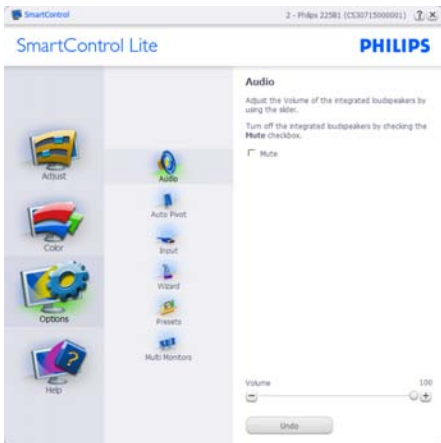 SmartControl
2 - Philips 225B1 (CS30715000001)
SmartControl Lite
PHILIPS
Adjust
Color
Options
Help
Audio
Auto Pivot
Input
Wizard
Presets
Multi Monitors
Audio
Adjust the Volume of the integrated loudspeakers by
using the slider.
Turn off the integrated loudspeakers by checking the
Mute checkbox.
Mute
Volume 100
Undo